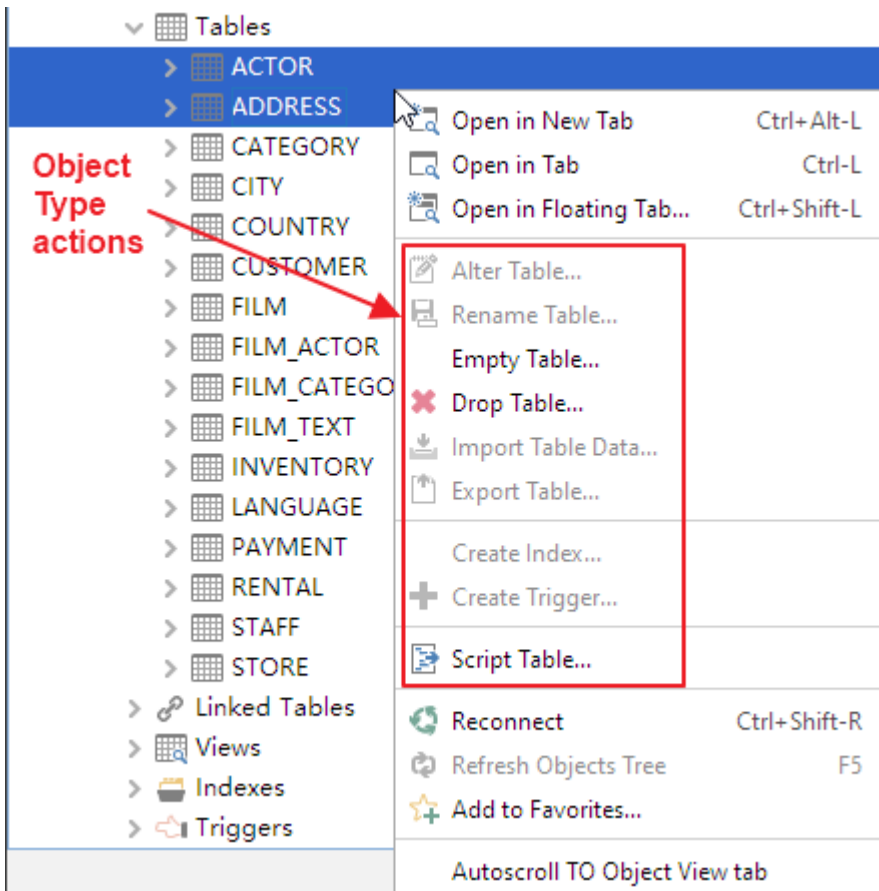 Tables
ACTOR
ADDRESS
CATEGORY
CITY
COUNTRY
CUSTOMER
FILM
FILM_ACTOR
FILM_CATEGO
FILM_TEXT
INVENTORY
LANGUAGE
PAYMENT
RENTAL
STAFF
STORE
Linked Tables
Views
Indexes
Triggers
Object
Type
actions
Open in New Tab Ctrl+Alt-L
Open in Tab Ctrl-L
Open in Floating Tab... Ctrl+Shift-L
Alter Table...
Rename Table...
Empty Table...
Drop Table...
Import Table Data...
Export Table...
Create Index...
Create Trigger...
Script Table...
Reconnect Ctrl+Shift-R
Refresh Objects Tree F5
Add to Favorites...
Autoscroll TO Object View tab